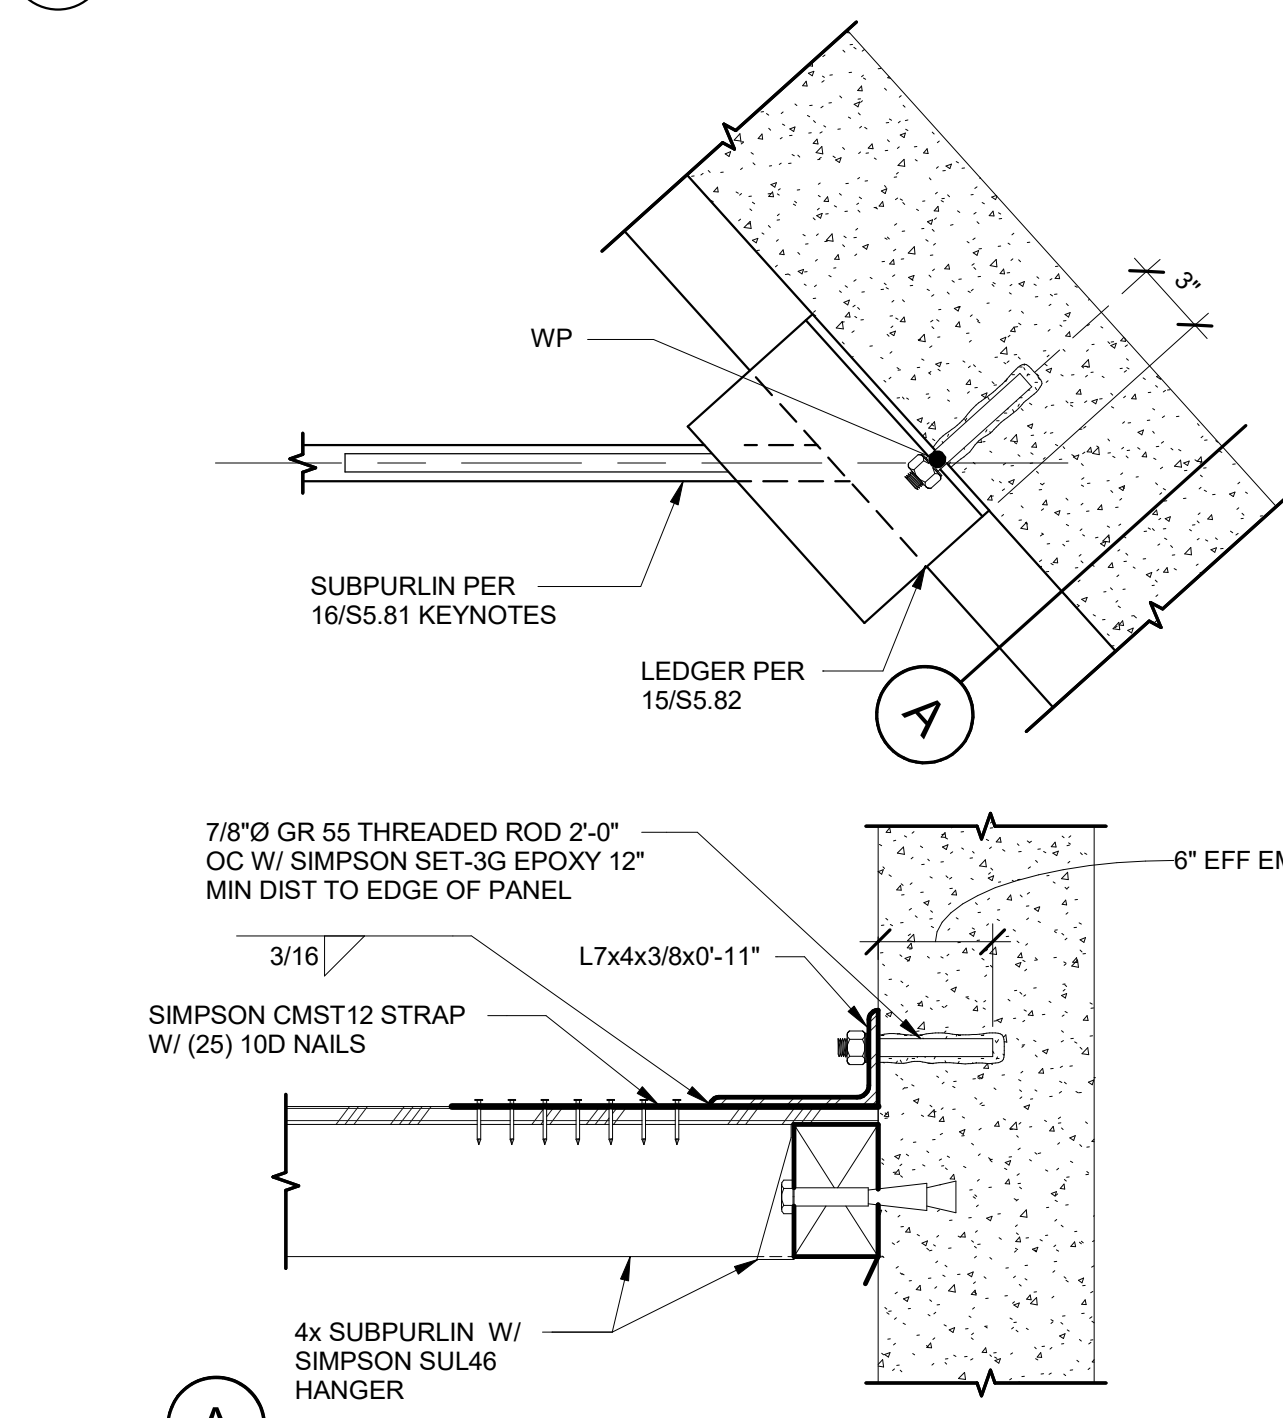 3"
WP
SUBPURLIN PER
16/S5.81 KEYNOTES
LEDGER PER
15/S5.82
A
7/8"Ø GR 55 THREADED ROD 2'-0"
OC W/ SIMPSON SET-3G EPOXY 12"
MIN DIST TO EDGE OF PANEL
6" EFF
3/16
L7x4x3/8x0'-11"
SIMPSON CMST12 STRAP
W/ (25) 10D NAILS
4x SUBPURLIN W/
SIMPSON SUL46
HANGER
A